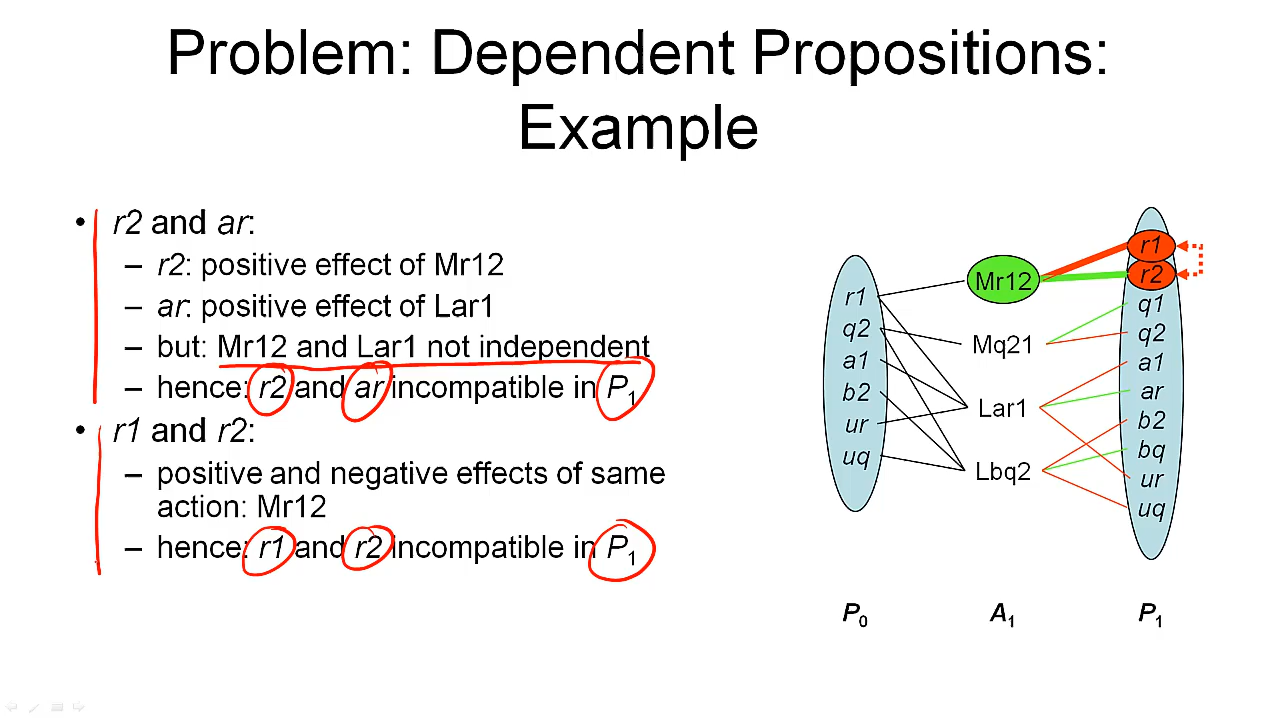 Problem: Dependent Propositions:
Example
• r2 and ar:
– r2: positive effect of Mr12
– ar: positive effect of Lar1
– but: Mr12 and Lar1 not independent
– hence: r2 and ar incompatible in P1
• r1 and r2:
– positive and negative effects of same
action: Mr12
– hence: r1 and r2 incompatible in P1
r1
q2
a1
b2
ur
uq
P0
Mr12
Mq21
Lar1
Lbq2
A1
r1
r2
q1
q2
a1
ar
b2
bq
ur
uq
P1